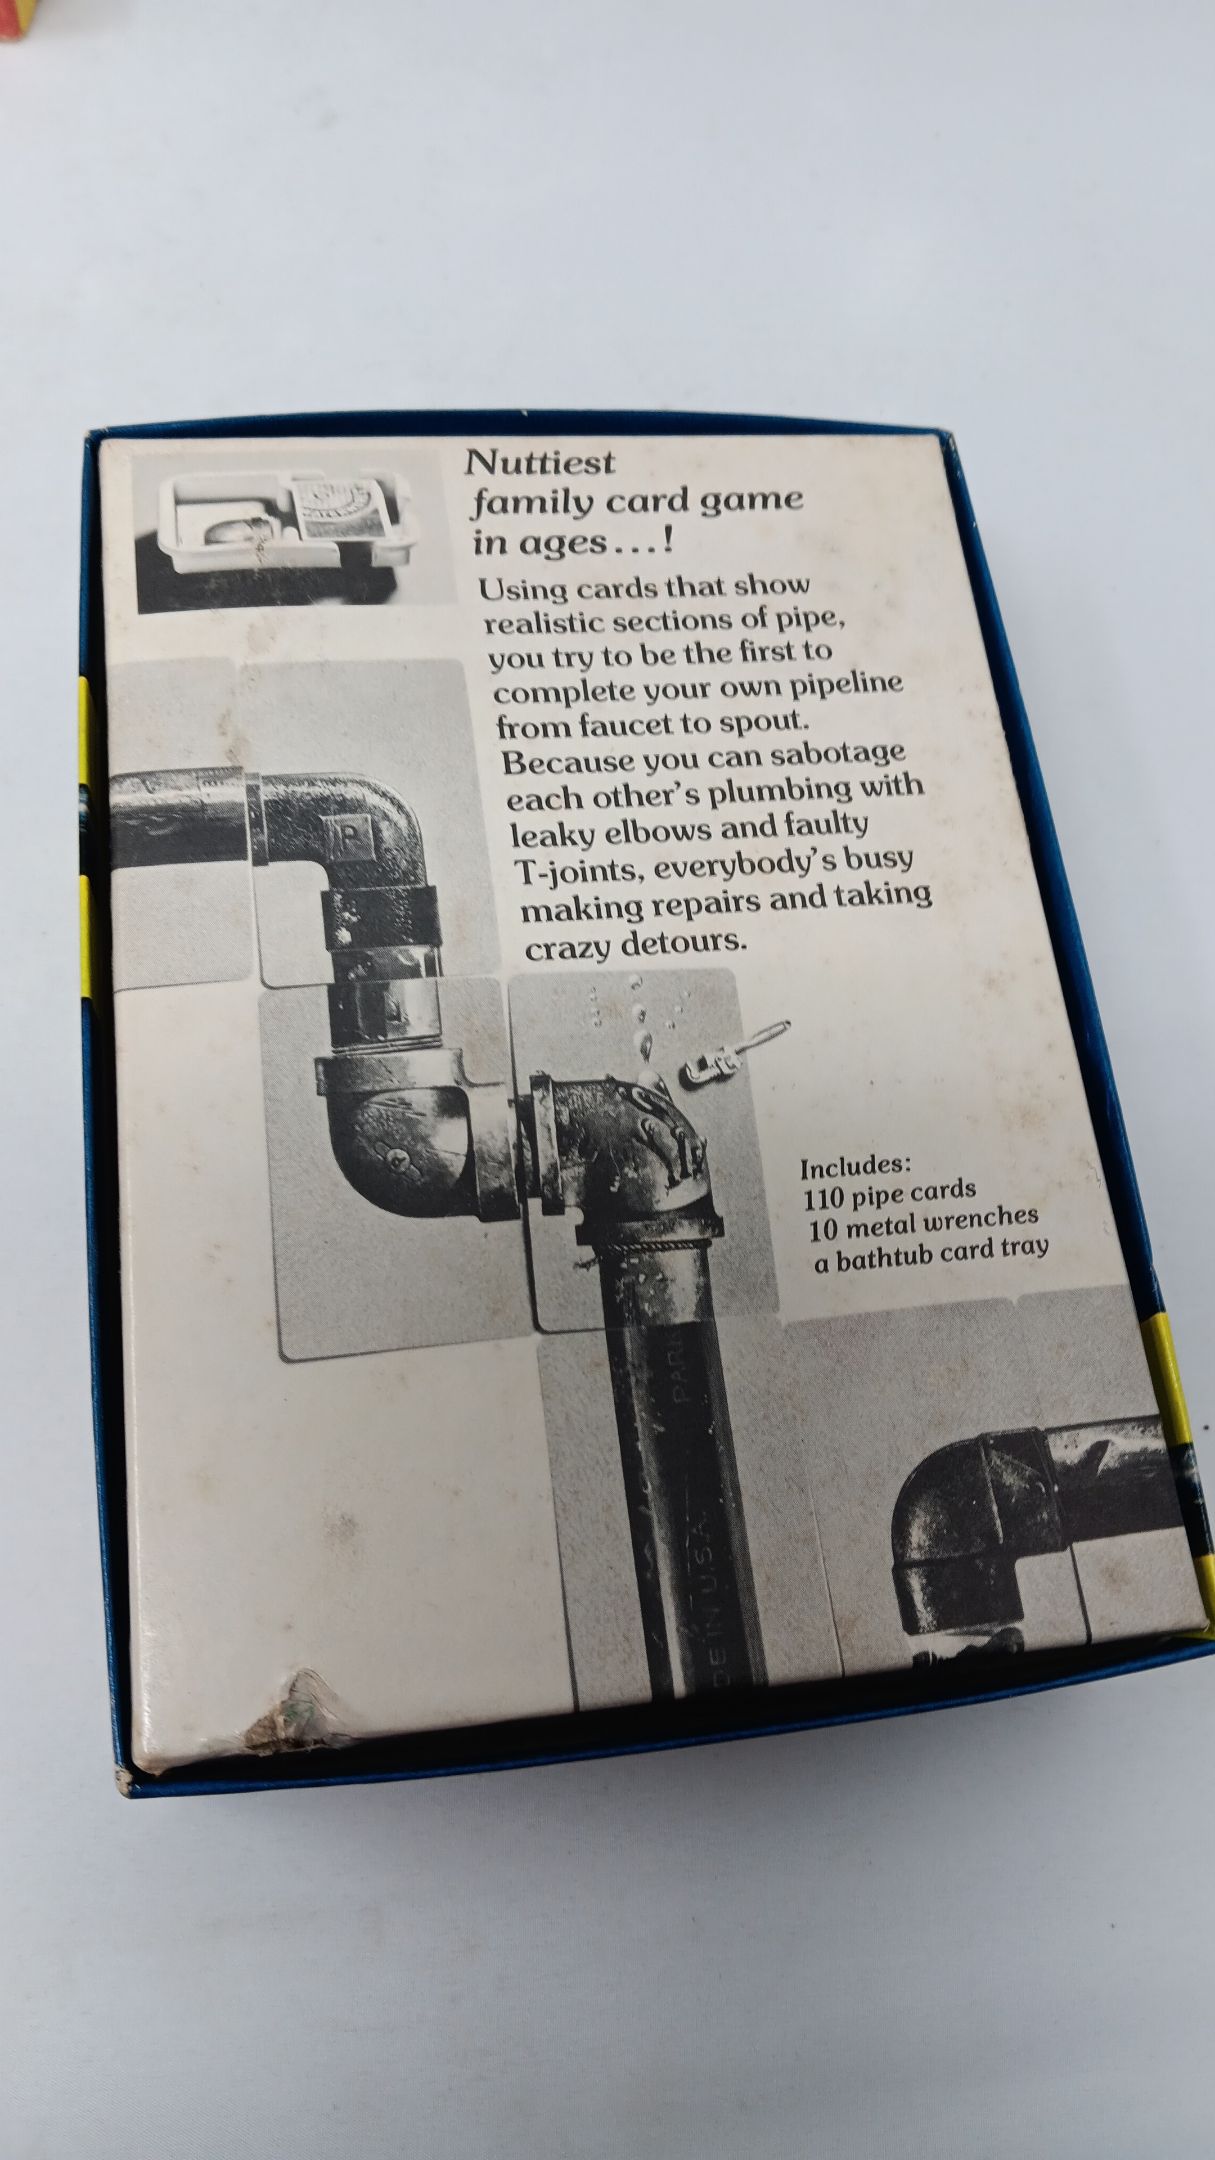 Nuttiest
family card game
in ages...!
Using cards that show
realistic sections of pipe,
you try to be the first to
complete your own pipeline
from faucet to spout.
Because you can sabotage
each other's plumbing with
leaky elbows and faulty
T-joints, everybody's busy
making repairs and taking
crazy detours.
P
Includes:
110 pipe cards
10 metal wrenches
a bathtub card tray
PARK
DE IN U.S.A.